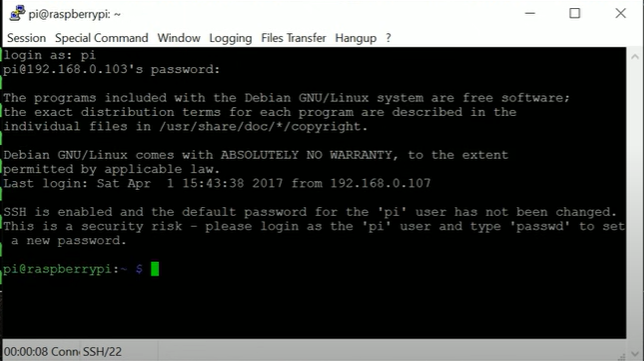 pi@raspberrypi: ~
Session Special Command Window Logging Files Transfer Hangup ?
login as: pi
pi@192.168.0.103's password:
The programs included with the Debian GNU/Linux system are free software;
the exact distribution terms for each program are described in the
individual files in /usr/share/doc/*/copyright.
Debian GNU/Linux comes with ABSOLUTELY NO WARRANTY, to the extent
permitted by applicable law.
Last login: Sat Apr  1 15:43:38 2017 from 192.168.0.107
SSH is enabled and the default password for the 'pi' user has not been changed.
This is a security risk - please login as the 'pi' user and type 'passwd' to set
 a new password.
pi@raspberrypi:~ $
00:00:08 Conne SSH/22